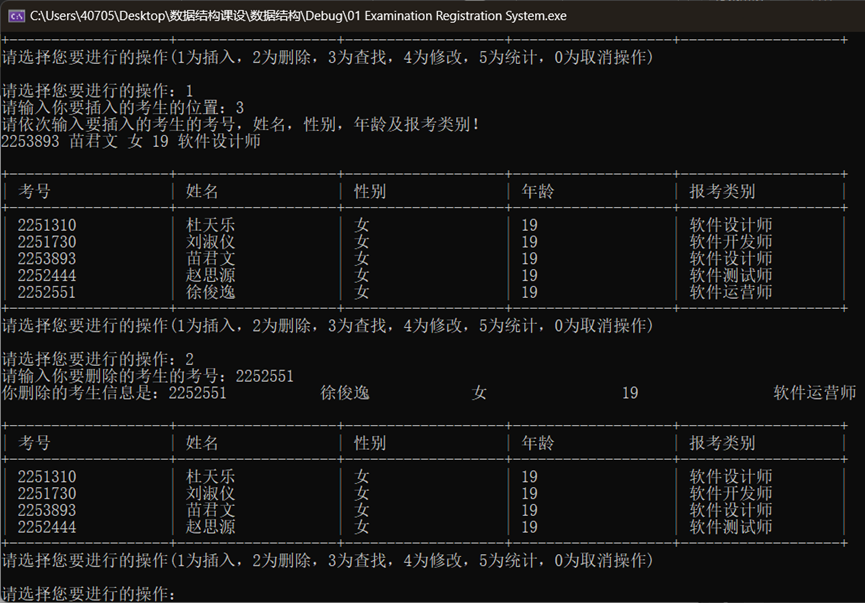 C:\Users\40705\Desktop\数据结构课设\数据结构\Debug\01 Examination Registration System.exe
请选择您要进行的操作(1为插入，2为删除，3为查找，4为修改，5为统计，0为取消操作)
请选择您要进行的操作：1
请输入你要插入的考生的位置：3
请依次输入要插入的考生的考号，姓名，性别，年龄及报考类别！
2253893 苗君文 女 19 软件设计师
考号 姓名 性别 年龄 报考类别
2251310 杜天乐 女 19 软件设计师
2251730 刘淑仪 女 19 软件开发师
2253893 苗君文 女 19 软件设计师
2252444 赵思源 女 19 软件测试师
2252551 徐俊逸 女 19 软件运营师
请选择您要进行的操作(1为插入，2为删除，3为查找，4为修改，5为统计，0为取消操作)
请选择您要进行的操作：2
请输入你要删除的考生的考号：2252551
你删除的考生信息是：2252551 徐俊逸 女 19 软件运营师
考号 姓名 性别 年龄 报考类别
2251310 杜天乐 女 19 软件设计师
2251730 刘淑仪 女 19 软件开发师
2253893 苗君文 女 19 软件设计师
2252444 赵思源 女 19 软件测试师
请选择您要进行的操作(1为插入，2为删除，3为查找，4为修改，5为统计，0为取消操作)
请选择您要进行的操作：